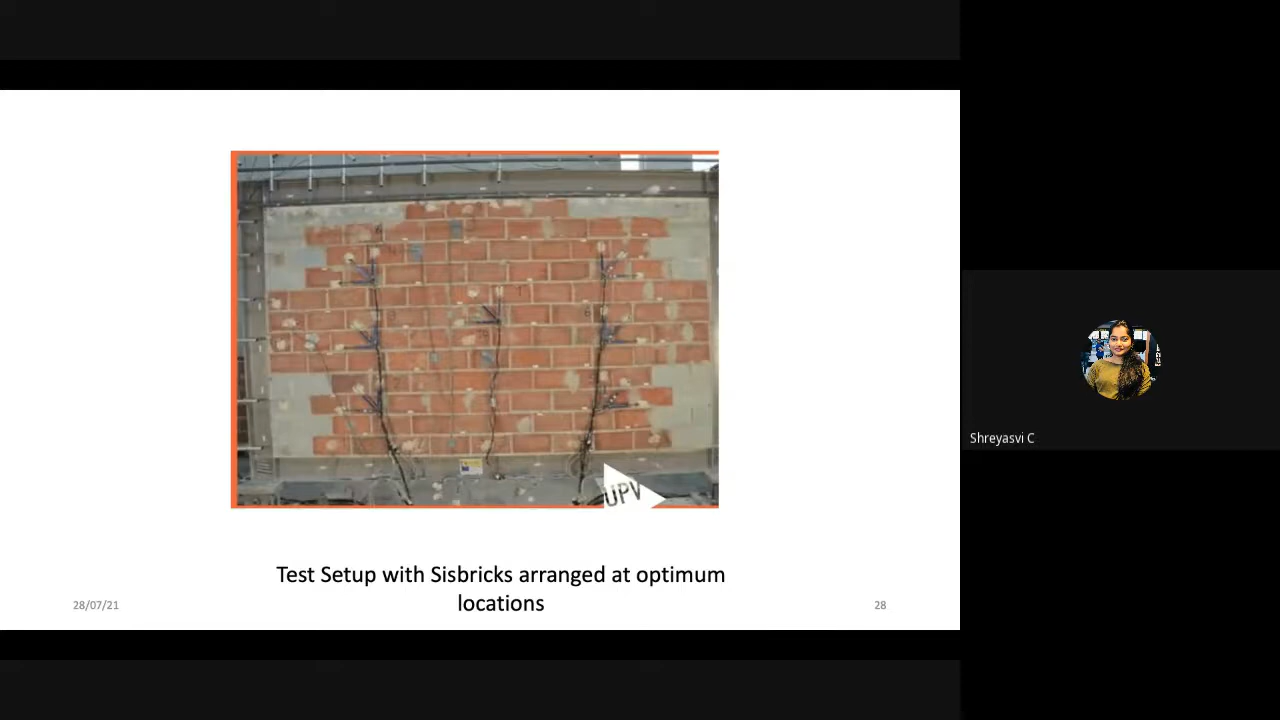 UPV
Test Setup with Sisbricks arranged at optimum
locations
28/07/21
28
Shreyasvi C